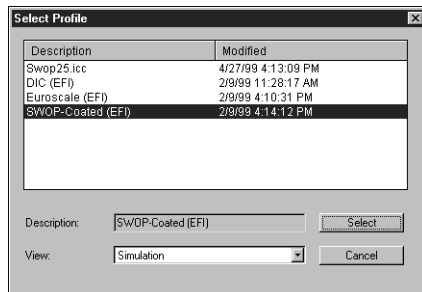 Select Profile
Description Modified
Swop25.icc 4/27/99 4:13:09 PM
DIC (EFI) 2/9/99 11:28:17 AM
Euroscale (EFI) 2/9/99 4:10:31 PM
SWOP-Coated (EFI) 2/9/99 4:14:12 PM
Description: SWOP-Coated (EFI) Select
View: Simulation Cancel